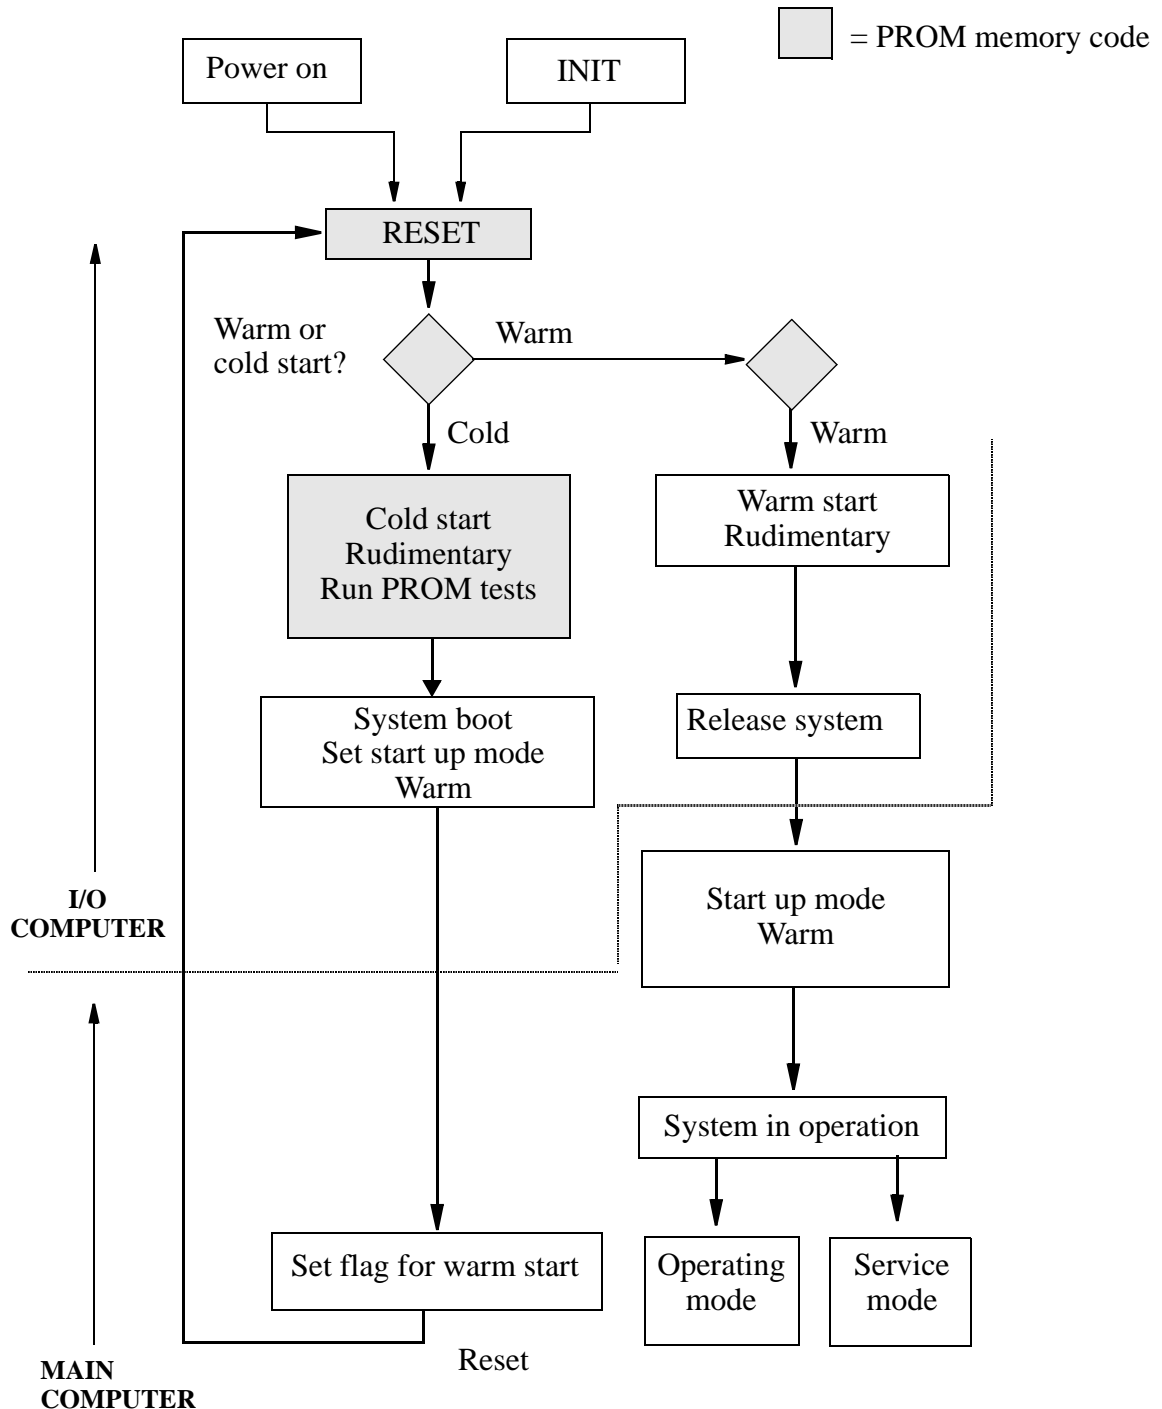 = PROM memory code
Power on
INIT
RESET
Warm or
cold start?
Warm
Cold
Warm
Cold start
Rudimentary
Run PROM tests
Warm start
Rudimentary
System boot
Set start up mode
Warm
Release system
I/O
COMPUTER
Start up mode
Warm
System in operation
Set flag for warm start
Operating
mode
Service
mode
Reset
MAIN
COMPUTER